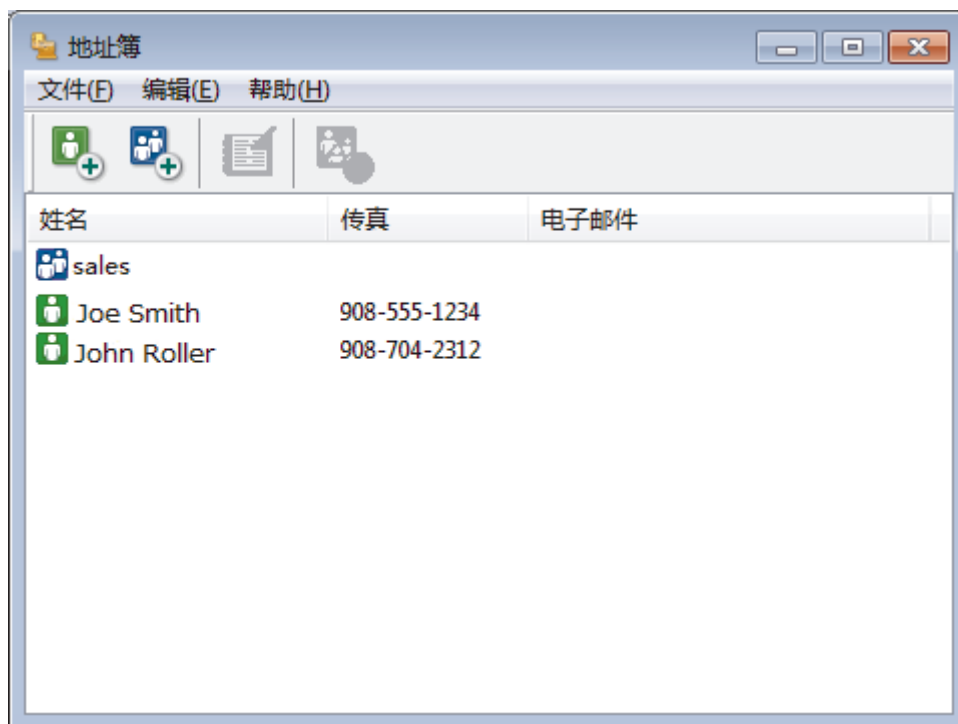 地址簿
文件(F) 编辑(E) 帮助(H)
姓名 传真 电子邮件
sales
Joe Smith 908-555-1234
John Roller 908-704-2312